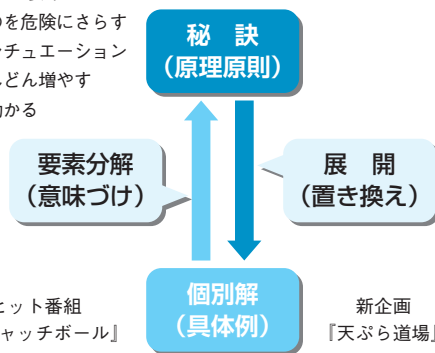 のを危険にさらす
チュエーション
どん増やす
かる
秘 訣
（原理原則）
要素分解
（意味づけ）
展 開
（置き換え）
ヒット番組
ャッチボール』
個別解
（具体例）
新企画
『天ぷら道場』